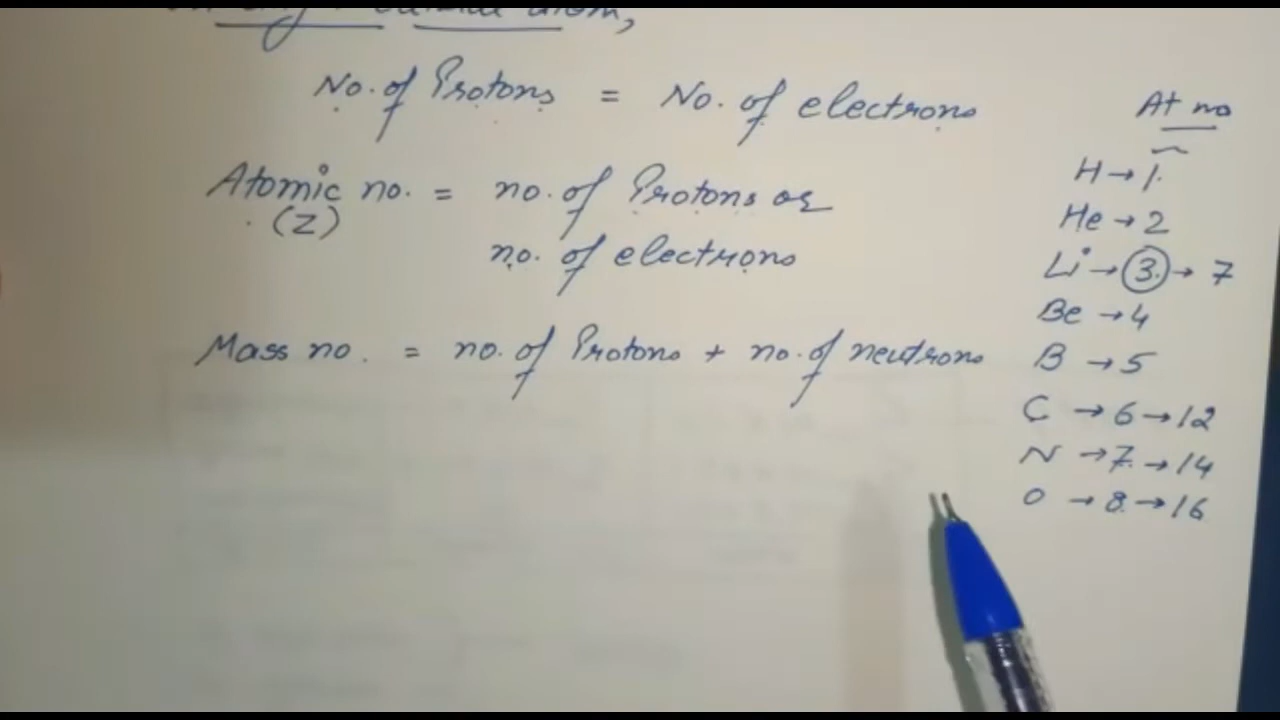 atom,
No. of Protons = No. of electrons
Atomic no. = no. of Protons or
(Z)
no. of electrons
Mass no. = no. of Protons + no. of neutrons
At no
H → 1
He → 2
Li → 3 → 7
Be → 4
B → 5
C → 6 → 12
N → 7 → 14
O → 8 → 16